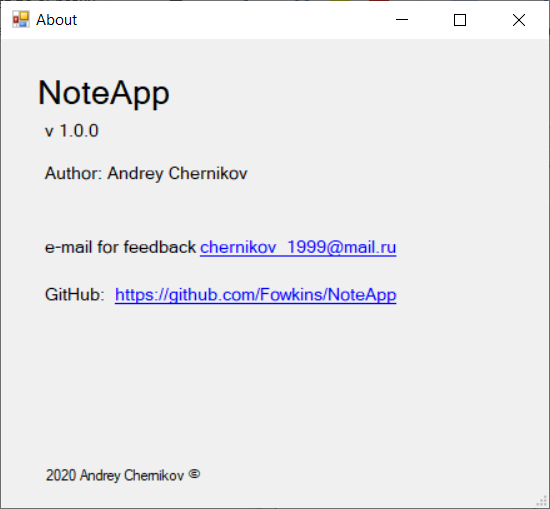 About
NoteApp
v 1.0.0
Author: Andrey Chernikov
e-mail for feedback chernikov_1999@mail.ru
GitHub: https://github.com/Fowkins/NoteApp
2020 Andrey Chernikov ©